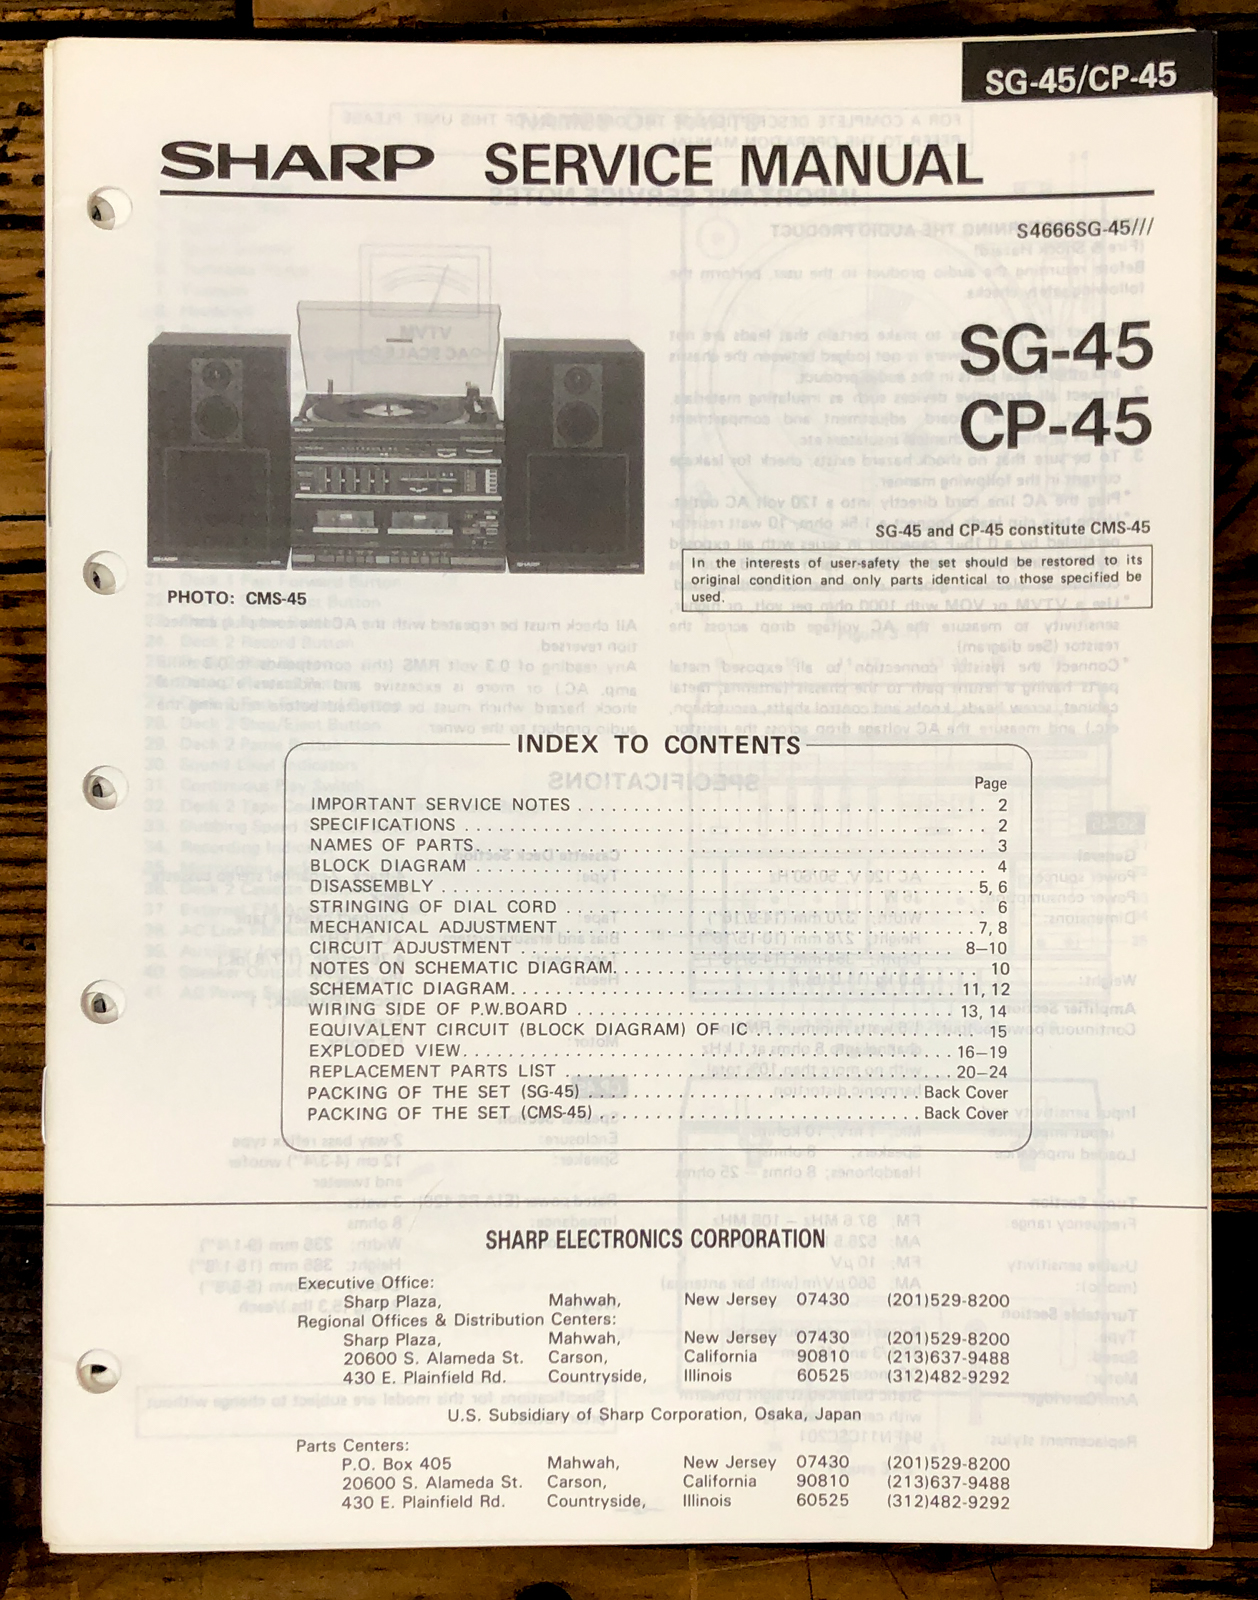 SG-45/CP-45
SHARP SERVICE MANUAL
S4666SG-45///
SG-45
CP-45
SHARP
SHARP
SG-45 and CP-45 constitute CMS-45
In the interests of user-safety the set should be restored to its
original condition and only parts identical to those specified be
used.
PHOTO: CMS-45
INDEX TO CONTENTS
Page
IMPORTANT SERVICE NOTES . . . . . . . . . . . . . . . . . . . . 2
SPECIFICATIONS . . . . . . . . . . . . . . . . . . . . 2
NAMES OF PARTS. . . . . . . . . . . . . . . . . . . . 3
BLOCK DIAGRAM . . . . . . . . . . . . . . . . . . . . 4
DISASSEMBLY . . . . . . . . . . . . . . . . . . . . 5, 6
STRINGING OF DIAL CORD . . . . . . . . . . . . . . . . . . . . 6
MECHANICAL ADJUSTMENT . . . . . . . . . . . . . . . . . . . . 7, 8
CIRCUIT ADJUSTMENT . . . . . . . . . . . . . . . . . . . . 8–10
NOTES ON SCHEMATIC DIAGRAM. . . . . . . . . . . . . . . . . . . . 10
SCHEMATIC DIAGRAM. . . . . . . . . . . . . . . . . . . . 11, 12
WIRING SIDE OF P.W.BOARD . . . . . . . . . . . . . . . . . . . . 13, 14
EQUIVALENT CIRCUIT (BLOCK DIAGRAM) OF IC . . . . . . . . . . . . . . . . . . . . 15
EXPLODED VIEW. . . . . . . . . . . . . . . . . . . . 16–19
REPLACEMENT PARTS LIST . . . . . . . . . . . . . . . . . . . . 20–24
PACKING OF THE SET (SG-45) . . . . . . . . . . . . . . . . . . . . Back Cover
PACKING OF THE SET (CMS-45) . . . . . . . . . . . . . . . . . . . . Back Cover
SHARP ELECTRONICS CORPORATION
Executive Office:
Sharp Plaza, Mahwah, New Jersey 07430 (201)529-8200
Regional Offices & Distribution Centers:
Sharp Plaza, Mahwah, New Jersey 07430 (201)529-8200
20600 S. Alameda St. Carson, California 90810 (213)637-9488
430 E. Plainfield Rd. Countryside, Illinois 60525 (312)482-9292
U.S. Subsidiary of Sharp Corporation, Osaka, Japan
Parts Centers:
P.O. Box 405 Mahwah, New Jersey 07430 (201)529-8200
20600 S. Alameda St. Carson, California 90810 (213)637-9488
430 E. Plainfield Rd. Countryside, Illinois 60525 (312)482-9292